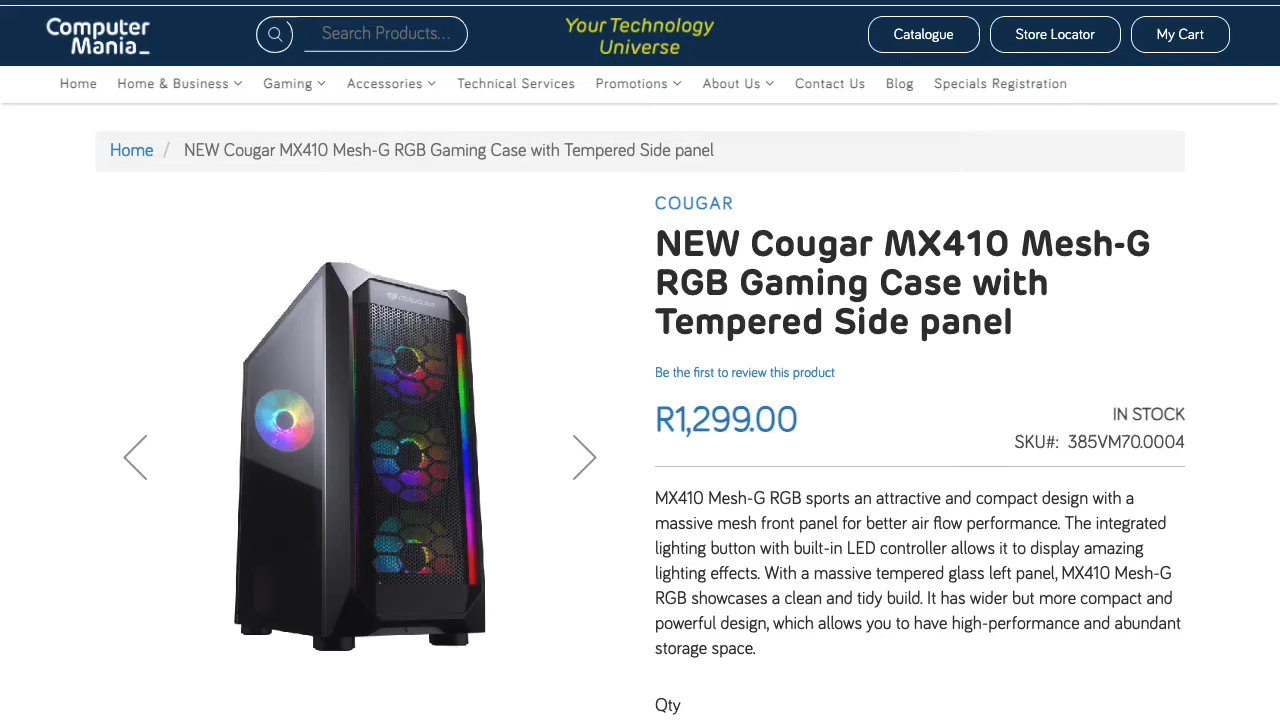 Computer
Mania_
Search Products...
Your Technology
Universe
Catalogue
Store Locator
My Cart
Home
Home & Business
Gaming
Accessories
Technical Services
Promotions
About Us
Contact Us
Blog
Specials Registration
Home / NEW Cougar MX410 Mesh-G RGB Gaming Case with Tempered Side panel
COUGAR
COUGAR
NEW Cougar MX410 Mesh-G
RGB Gaming Case with
Tempered Side panel
Be the first to review this product
R1,299.00
IN STOCK
SKU#: 385VM70.0004
MX410 Mesh-G RGB sports an attractive and compact design with a
massive mesh front panel for better air flow performance. The integrated
lighting button with built-in LED controller allows it to display amazing
lighting effects. With a massive tempered glass left panel, MX410 Mesh-G
RGB showcases a clean and tidy build. It has wider but more compact and
powerful design, which allows you to have high-performance and abundant
storage space.
Qty